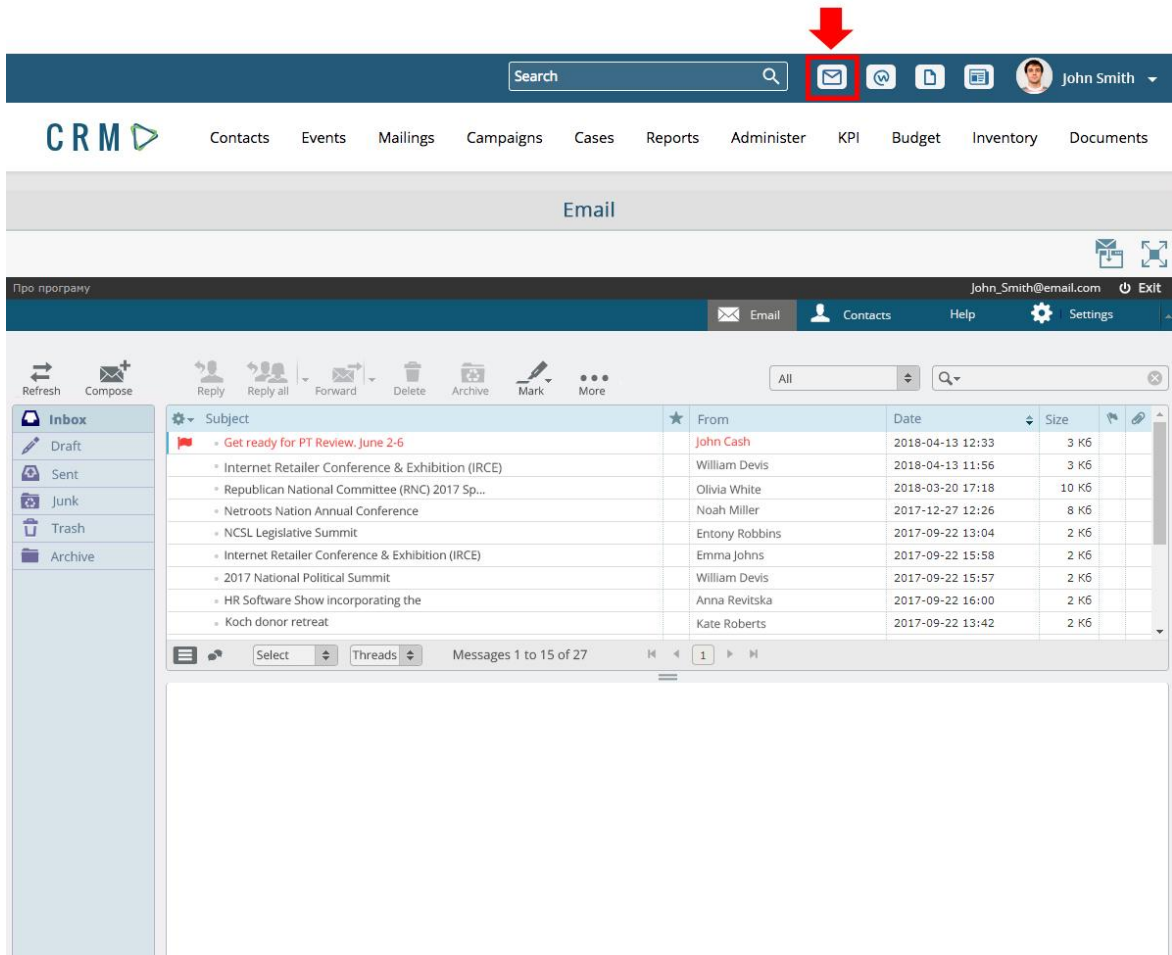 Search
John Smith
CRM
Contacts Events Mailings Campaigns Cases Reports Administer KPI Budget Inventory Documents
Email
Про програму
John_Smith@email.com Exit
Email Contacts Help Settings
Refresh Compose Reply Reply all Forward Delete Archive Mark More
All
Inbox
Draft
Sent
Junk
Trash
Archive
Subject From Date Size
Get ready for PT Review. June 2-6 John Cash 2018-04-13 12:33 3 Кб
Internet Retailer Conference & Exhibition (IRCE) William Devis 2018-04-13 11:56 3 Кб
Republican National Committee (RNC) 2017 Sp... Olivia White 2018-03-20 17:18 10 Кб
Netroots Nation Annual Conference Noah Miller 2017-12-27 12:26 8 Кб
NCSL Legislative Summit Entony Robbins 2017-09-22 13:04 2 Кб
Internet Retailer Conference & Exhibition (IRCE) Emma Johns 2017-09-22 15:58 2 Кб
2017 National Political Summit William Devis 2017-09-22 15:57 2 Кб
HR Software Show incorporating the Anna Revitska 2017-09-22 16:00 2 Кб
Koch donor retreat Kate Roberts 2017-09-22 13:42 2 Кб
Select Threads Messages 1 to 15 of 27 1